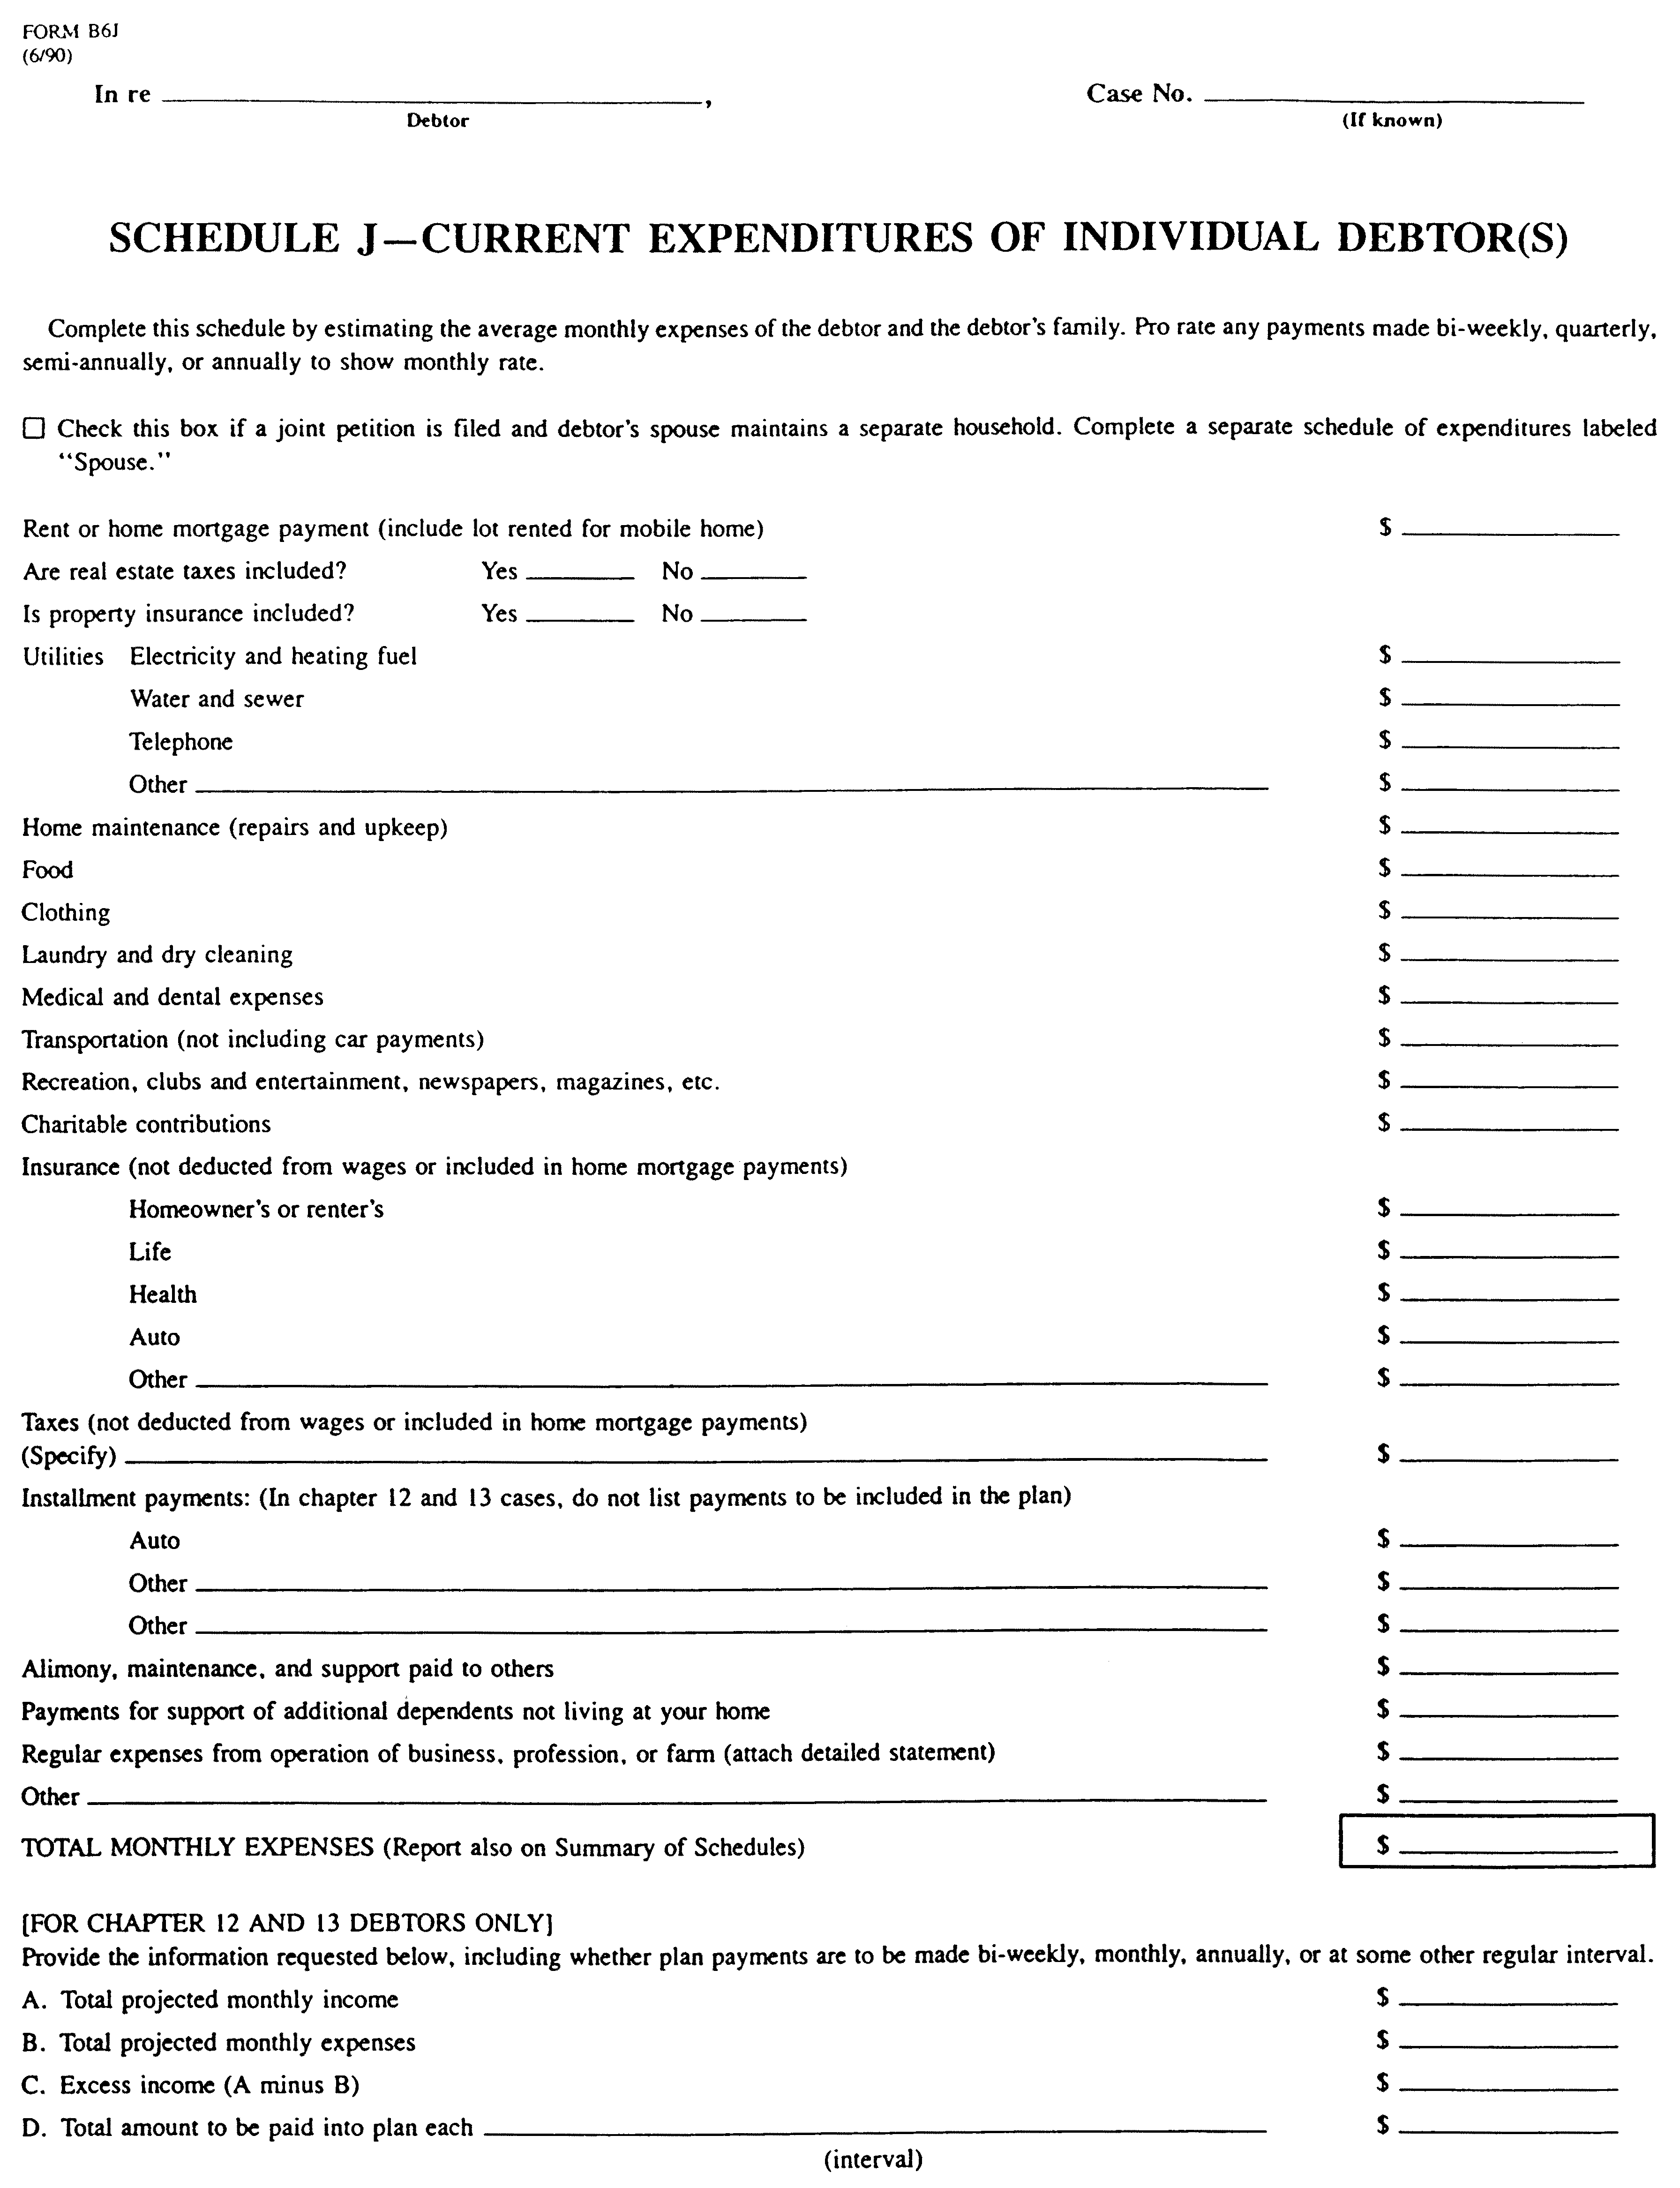 FORM B6J
(6/90)
In re ____________________, Case No. ____________________
Debtor (If known)
SCHEDULE J—CURRENT EXPENDITURES OF INDIVIDUAL DEBTOR(S)
Complete this schedule by estimating the average monthly expenses of the debtor and the debtor's family. Pro rate any payments made bi-weekly, quarterly,
semi-annually, or annually to show monthly rate.
☐ Check this box if a joint petition is filed and debtor's spouse maintains a separate household. Complete a separate schedule of expenditures labeled
“Spouse.”
Rent or home mortgage payment (include lot rented for mobile home) $ __________
Are real estate taxes included? Yes ______ No ______
Is property insurance included? Yes ______ No ______
Utilities Electricity and heating fuel $ __________
Water and sewer $ __________
Telephone $ __________
Other ____________________ $ __________
Home maintenance (repairs and upkeep) $ __________
Food $ __________
Clothing $ __________
Laundry and dry cleaning $ __________
Medical and dental expenses $ __________
Transportation (not including car payments) $ __________
Recreation, clubs and entertainment, newspapers, magazines, etc. $ __________
Charitable contributions $ __________
Insurance (not deducted from wages or included in home mortgage payments)
Homeowner's or renter's $ __________
Life $ __________
Health $ __________
Auto $ __________
Other ____________________ $ __________
Taxes (not deducted from wages or included in home mortgage payments)
(Specify) ____________________ $ __________
Installment payments: (In chapter 12 and 13 cases, do not list payments to be included in the plan)
Auto $ __________
Other ____________________ $ __________
Other ____________________ $ __________
Alimony, maintenance, and support paid to others $ __________
Payments for support of additional dependents not living at your home $ __________
Regular expenses from operation of business, profession, or farm (attach detailed statement) $ __________
Other ____________________ $ __________
TOTAL MONTHLY EXPENSES (Report also on Summary of Schedules) $ __________
[FOR CHAPTER 12 AND 13 DEBTORS ONLY]
Provide the information requested below, including whether plan payments are to be made bi-weekly, monthly, annually, or at some other regular interval.
A. Total projected monthly income $ __________
B. Total projected monthly expenses $ __________
C. Excess income (A minus B) $ __________
D. Total amount to be paid into plan each ____________________ $ __________
(interval)